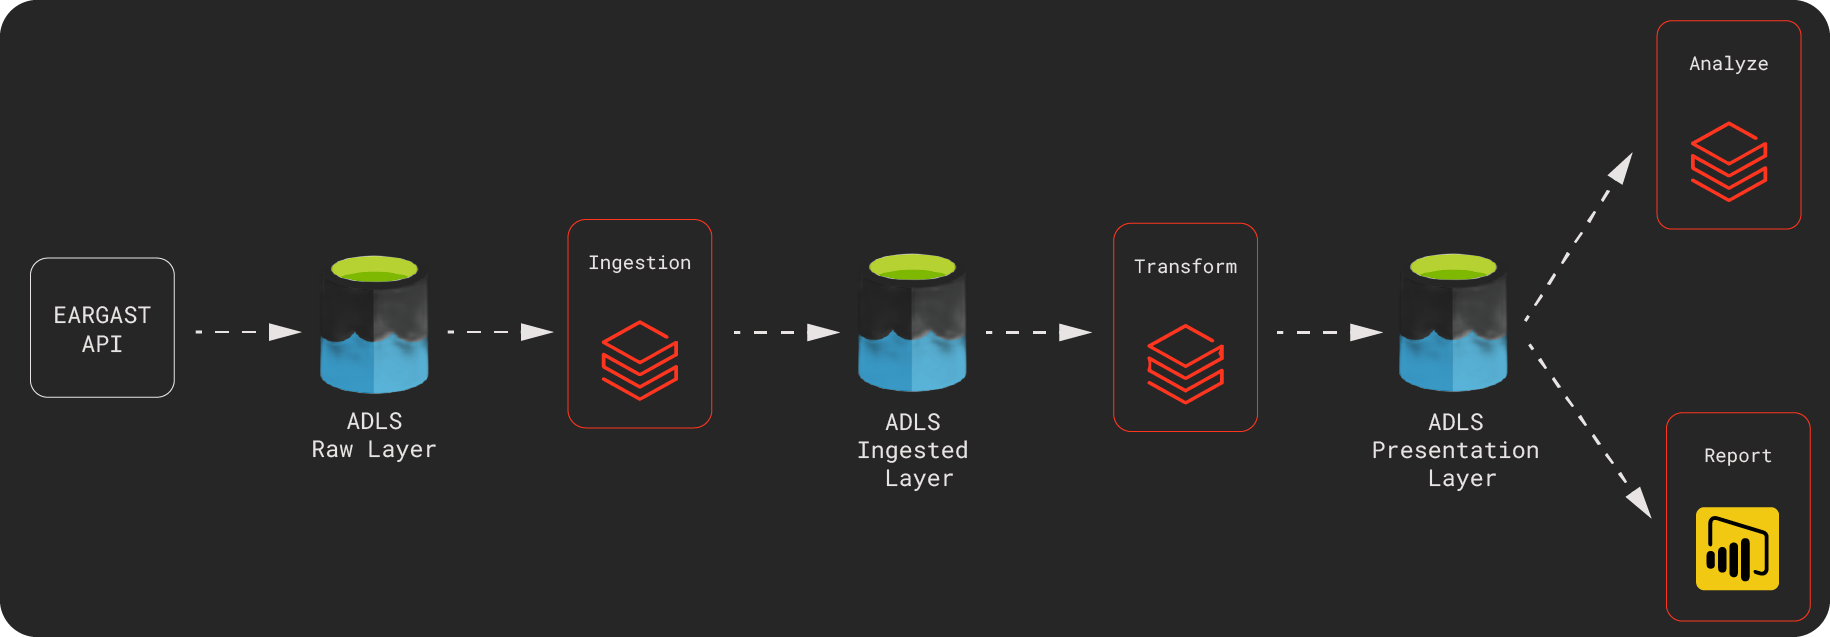 EARGAST
API
ADLS
Raw Layer
Ingestion
ADLS
Ingested
Layer
Transform
ADLS
Presentation
Layer
Analyze
Report